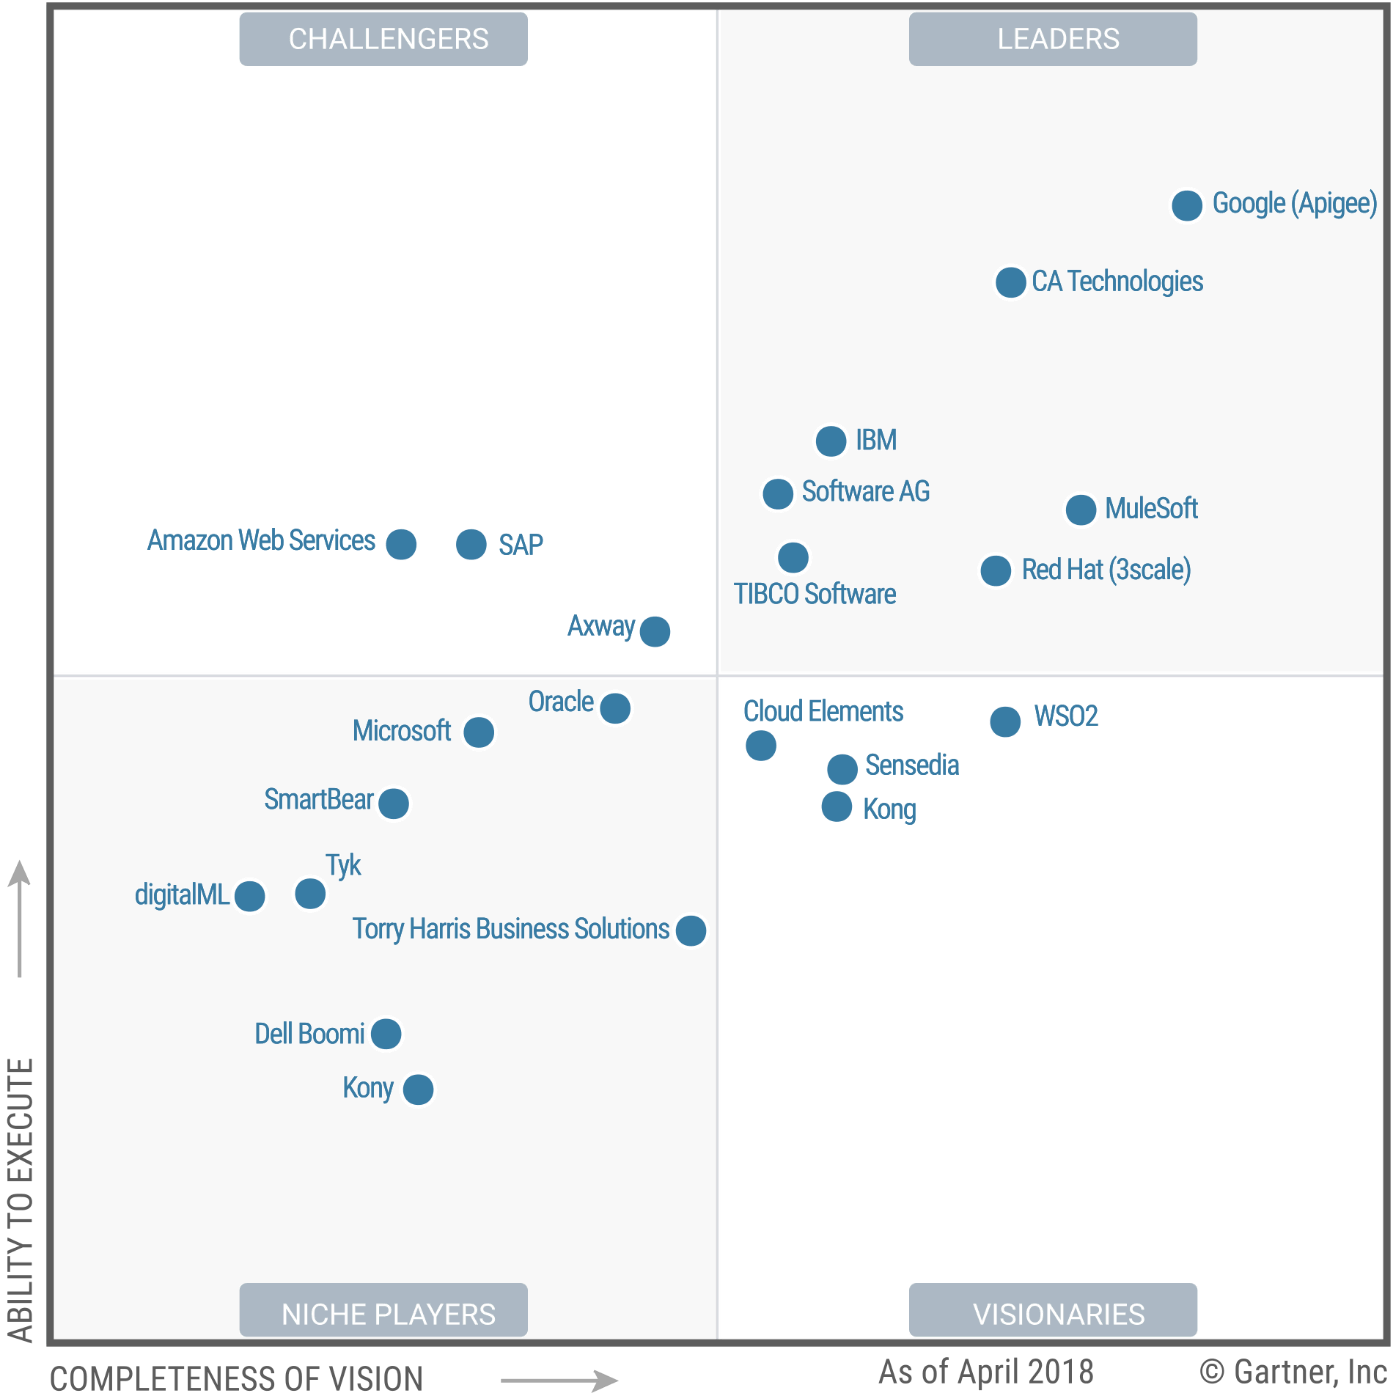 CHALLENGERS
LEADERS
Google (Apigee)
CA Technologies
IBM
Software AG
MuleSoft
Amazon Web Services
SAP
TIBCO Software
Red Hat (3scale)
Axway
Oracle
Microsoft
Cloud Elements
WSO2
Sensedia
SmartBear
Kong
Tyk
digitalML
Torry Harris Business Solutions
Dell Boomi
Kony
ABILITY TO EXECUTE
NICHE PLAYERS
VISIONARIES
COMPLETENESS OF VISION
As of April 2018
© Gartner, Inc